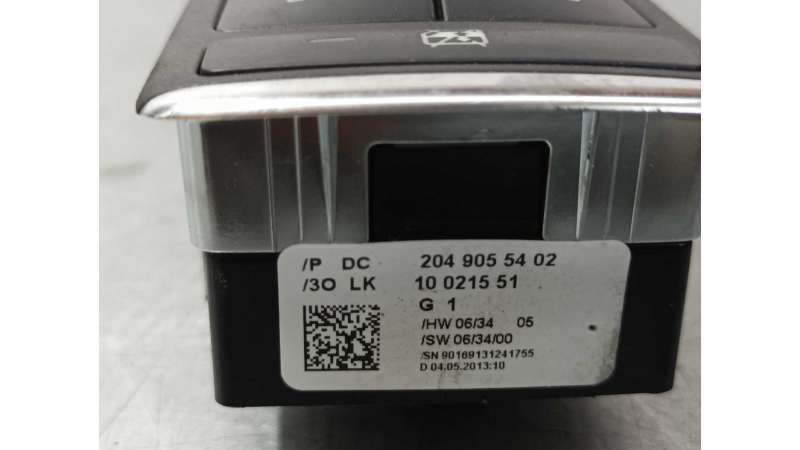 /P DC 204 905 54 02
/3O LK 10 0215 51
G 1
/HW 06/34 05
/SW 06/34/00
/SN 90169131241755
D 04.05.2013:10